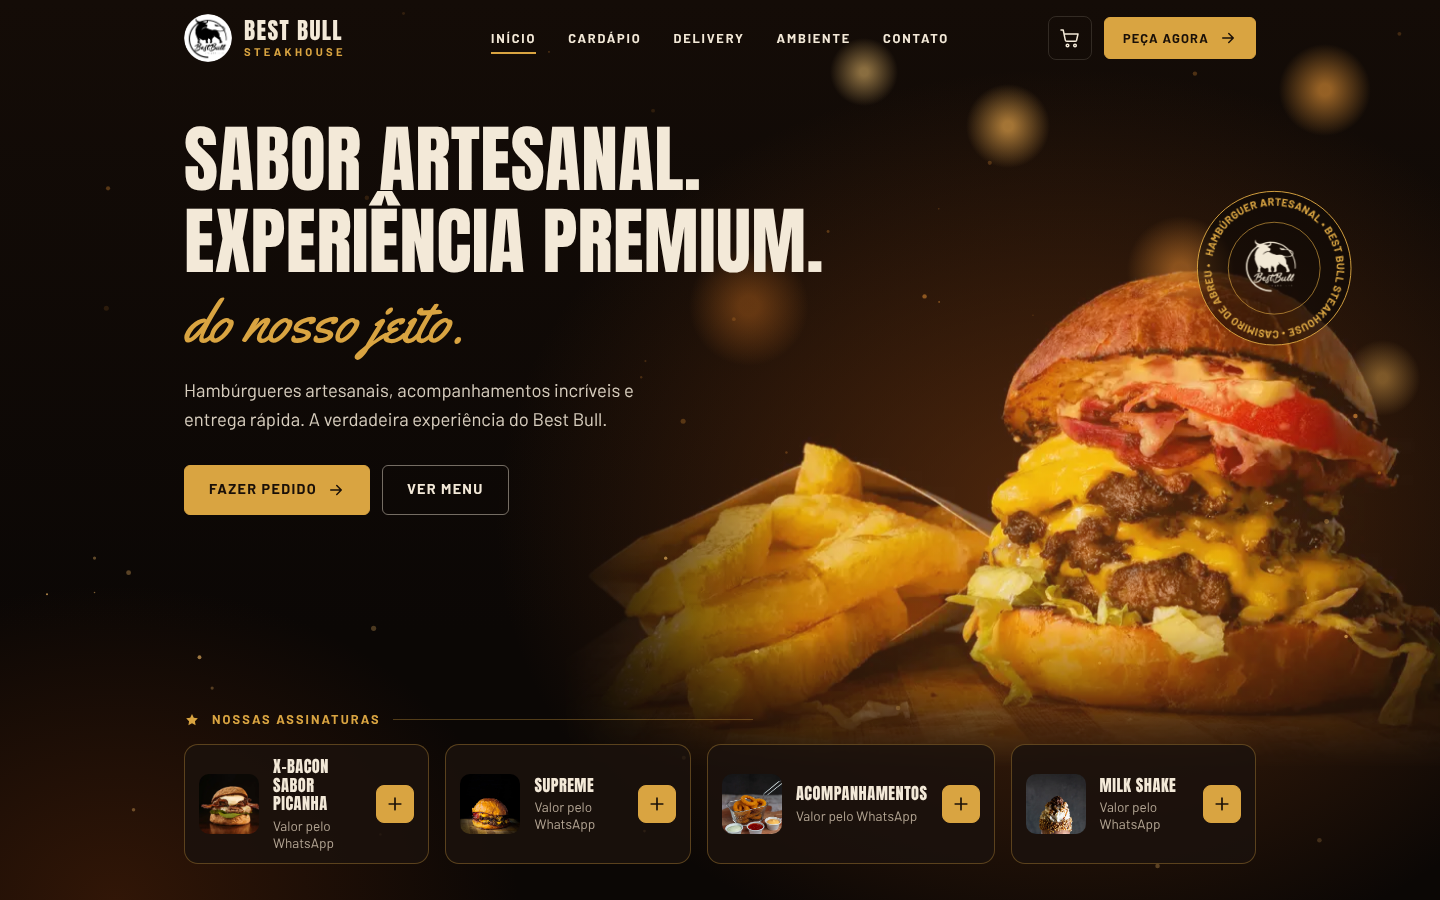 BEST BULL
STEAKHOUSE
INÍCIO
CARDÁPIO
DELIVERY
AMBIENTE
CONTATO
PEÇA AGORA
SABOR ARTESANAL.
EXPERIÊNCIA PREMIUM.
do nosso jeito.
Hambúrgueres artesanais, acompanhamentos incríveis e
entrega rápida. A verdadeira experiência do Best Bull.
FAZER PEDIDO
VER MENU
HAMBÚRGUER ARTESANAL • BEST BULL STEAKHOUSE • CASIMIRO DE ABREU •
BestBull
NOSSAS ASSINATURAS
X-BACON
SABOR
PICANHA
Valor pelo
WhatsApp
SUPREME
Valor pelo
WhatsApp
ACOMPANHAMENTOS
Valor pelo WhatsApp
MILK SHAKE
Valor pelo
WhatsApp